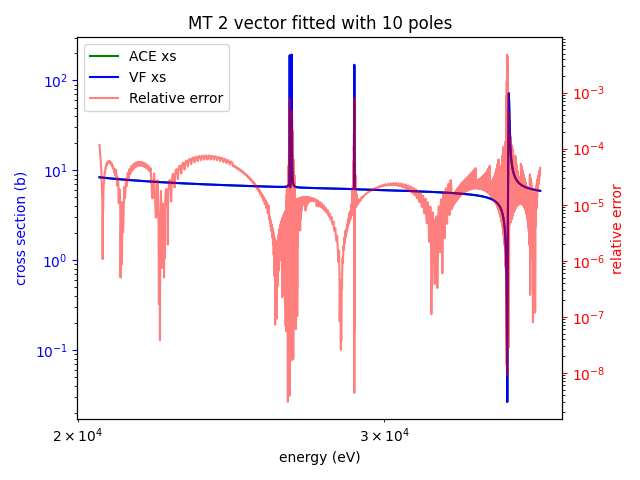 MT 2 vector fitted with 10 poles
ACE xs
VF xs
Relative error
10²
10¹
10⁰
10⁻¹
cross section (b)
10⁻³
10⁻⁴
10⁻⁵
10⁻⁶
10⁻⁷
10⁻⁸
relative error
2 × 10⁴
3 × 10⁴
energy (eV)